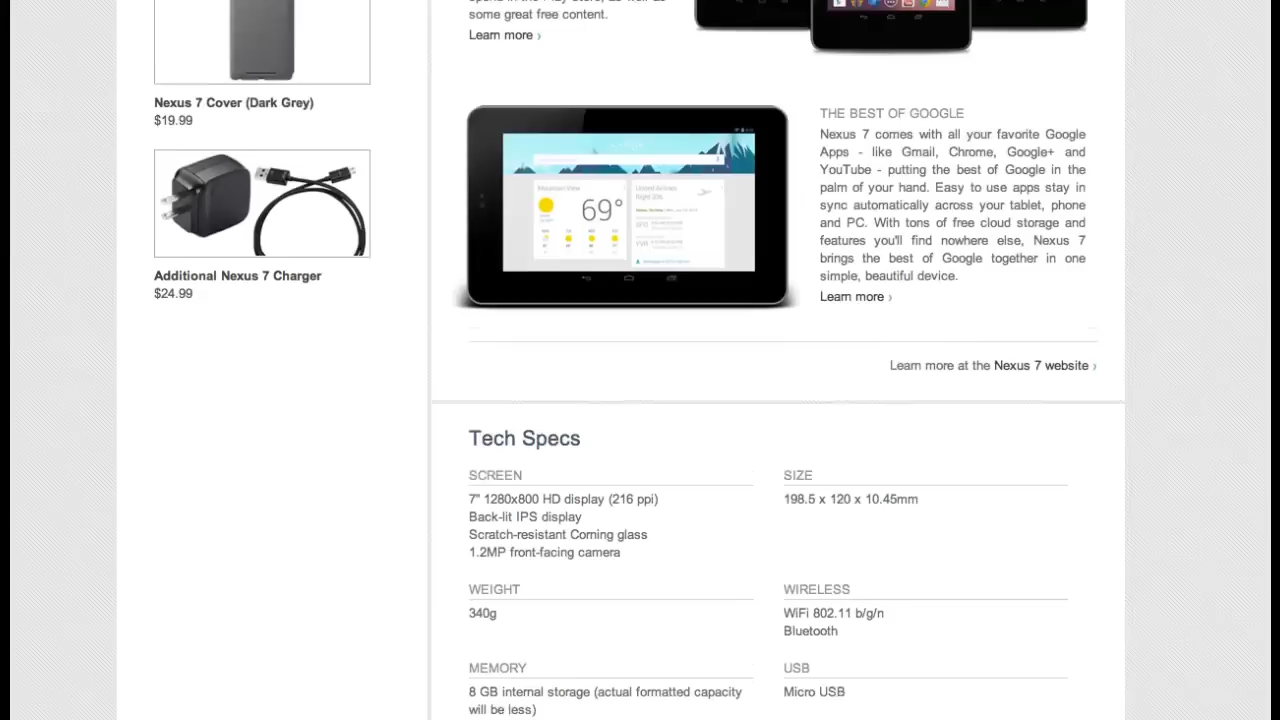 some great free content.
Learn more ›
Nexus 7 Cover (Dark Grey)
$19.99
Additional Nexus 7 Charger
$24.99
Mountain View
69°
United Airlines
THE BEST OF GOOGLE
Nexus 7 comes with all your favorite Google
Apps - like Gmail, Chrome, Google+ and
YouTube - putting the best of Google in the
palm of your hand. Easy to use apps stay in
sync automatically across your tablet, phone
and PC. With tons of free cloud storage and
features you'll find nowhere else, Nexus 7
brings the best of Google together in one
simple, beautiful device.
Learn more ›
Learn more at the Nexus 7 website ›
Tech Specs
SCREEN
7" 1280x800 HD display (216 ppi)
Back-lit IPS display
Scratch-resistant Corning glass
1.2MP front-facing camera
SIZE
198.5 x 120 x 10.45mm
WEIGHT
340g
WIRELESS
WiFi 802.11 b/g/n
Bluetooth
MEMORY
8 GB internal storage (actual formatted capacity
will be less)
USB
Micro USB